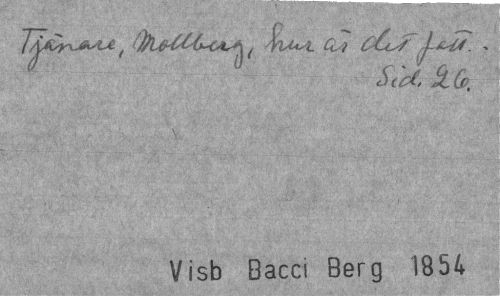 Tjänare, Mollberg, hur är det fatt..
Sid. 26.
Visb Bacci Berg 1854